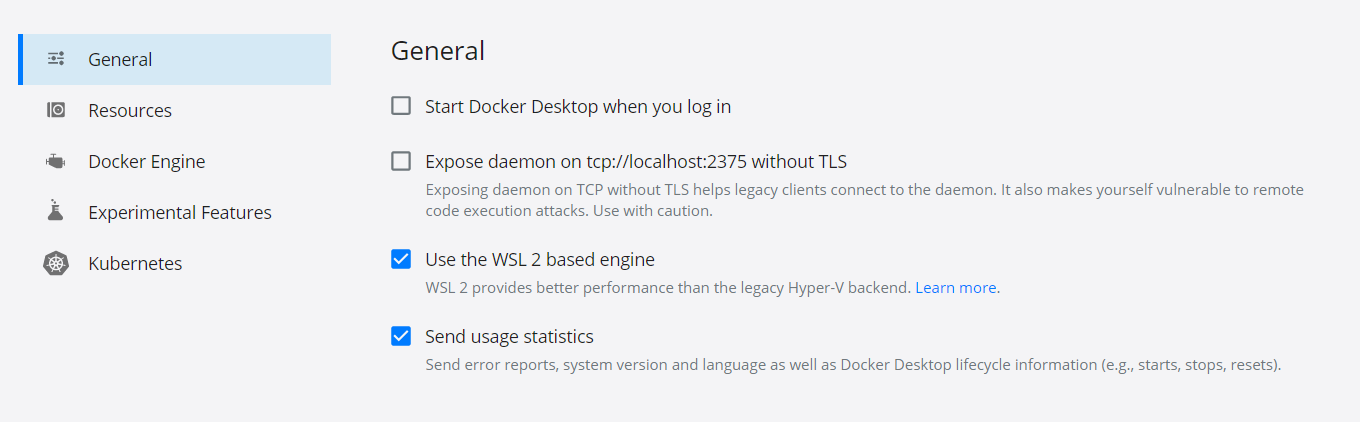 General
Resources
Docker Engine
Experimental Features
Kubernetes
General
Start Docker Desktop when you log in
Expose daemon on tcp://localhost:2375 without TLS
Exposing daemon on TCP without TLS helps legacy clients connect to the daemon. It also makes yourself vulnerable to remote
code execution attacks. Use with caution.
Use the WSL 2 based engine
WSL 2 provides better performance than the legacy Hyper-V backend. Learn more.
Send usage statistics
Send error reports, system version and language as well as Docker Desktop lifecycle information (e.g., starts, stops, resets).